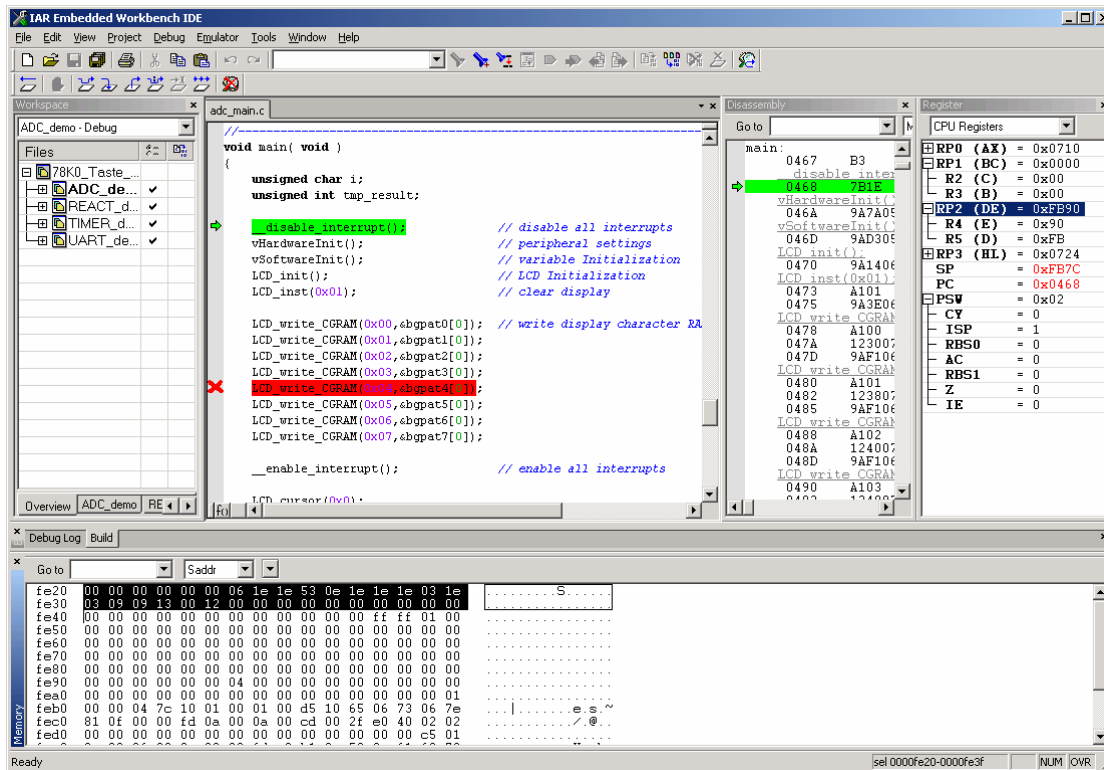 IAR Embedded Workbench IDE
File Edit View Project Debug Emulator Tools Window Help
Workspace
ADC_demo - Debug
Files
78K0_Taste_...
ADC_de...
REACT_d...
TIMER_d...
UART_de...
Overview ADC_demo RE
adc_main.c
void main( void )
{
unsigned char i;
unsigned int tmp_result;
__disable_interrupt(); // disable all interrupts
vHardwareInit(); // peripheral settings
vSoftwareInit(); // variable Initialization
LCD_init(); // LCD Initialization
LCD_inst(0x01); // clear display
LCD_write_CGRAM(0x00,&bgpat0[0]); // write display character RA
LCD_write_CGRAM(0x01,&bgpat1[0]);
LCD_write_CGRAM(0x02,&bgpat2[0]);
LCD_write_CGRAM(0x03,&bgpat3[0]);
LCD_write_CGRAM(0x04,&bgpat4[0]);
LCD_write_CGRAM(0x05,&bgpat5[0]);
LCD_write_CGRAM(0x06,&bgpat6[0]);
LCD_write_CGRAM(0x07,&bgpat7[0]);
__enable_interrupt(); // enable all interrupts
LCD_cursor(0x0);
Disassembly
Go to
main:
0467 B3
__disable_inter
0468 7B1E
vHardwareInit()
046A 9A7A05
vSoftwareInit()
046D 9AD305
LCD_init();
0470 9A1406
LCD_inst(0x01);
0473 A101
0475 9A3E06
LCD_write_CGRAM
0478 A100
047A 123007
047D 9AF106
LCD_write_CGRAM
0480 A101
0482 123807
0485 9AF106
LCD_write_CGRAM
0488 A102
048A 124007
048D 9AF106
LCD_write_CGRAM
0490 A103
Register
CPU Registers
RP0 (AX) = 0x0710
RP1 (BC) = 0x0000
R2 (C) = 0x00
R3 (B) = 0x00
RP2 (DE) = 0xFB90
R4 (E) = 0x90
R5 (D) = 0xFB
RP3 (HL) = 0x0724
SP = 0xFB7C
PC = 0x0468
PSW = 0x02
CY = 0
ISP = 1
RBS0 = 0
AC = 0
RBS1 = 0
Z = 0
IE = 0
Debug Log Build
Go to Saddr
fe20 00 00 00 00 00 00 06 1e 1e 53 0e 1e 1e 1e 03 1e .........S......
fe30 03 09 09 13 00 12 00 00 00 00 00 00 00 00 00 00 ................
fe40 00 00 00 00 00 00 00 00 00 00 00 00 ff ff 01 00 ................
fe50 00 00 00 00 00 00 00 00 00 00 00 00 00 00 00 00 ................
fe60 00 00 00 00 00 00 00 00 00 00 00 00 00 00 00 00 ................
fe70 00 00 00 00 00 00 00 00 00 00 00 00 00 00 00 00 ................
fe80 00 00 00 00 00 00 00 00 00 00 00 00 00 00 00 00 ................
fe90 00 00 00 00 00 00 04 00 00 00 00 00 00 00 00 00 ................
fea0 00 00 00 00 00 00 00 00 00 00 00 00 00 00 00 01 ................
feb0 00 00 04 7c 10 01 00 01 00 d5 10 65 06 73 06 7e ...|.......e.s.~
fec0 81 0f 00 00 fd 0a 00 0a 00 cd 00 2f e0 40 02 02 .........../.@..
fed0 00 00 00 00 00 00 00 00 00 00 00 00 00 00 c5 01 ................
Memory
Ready sel 0000fe20-0000fe3f NUM OVR